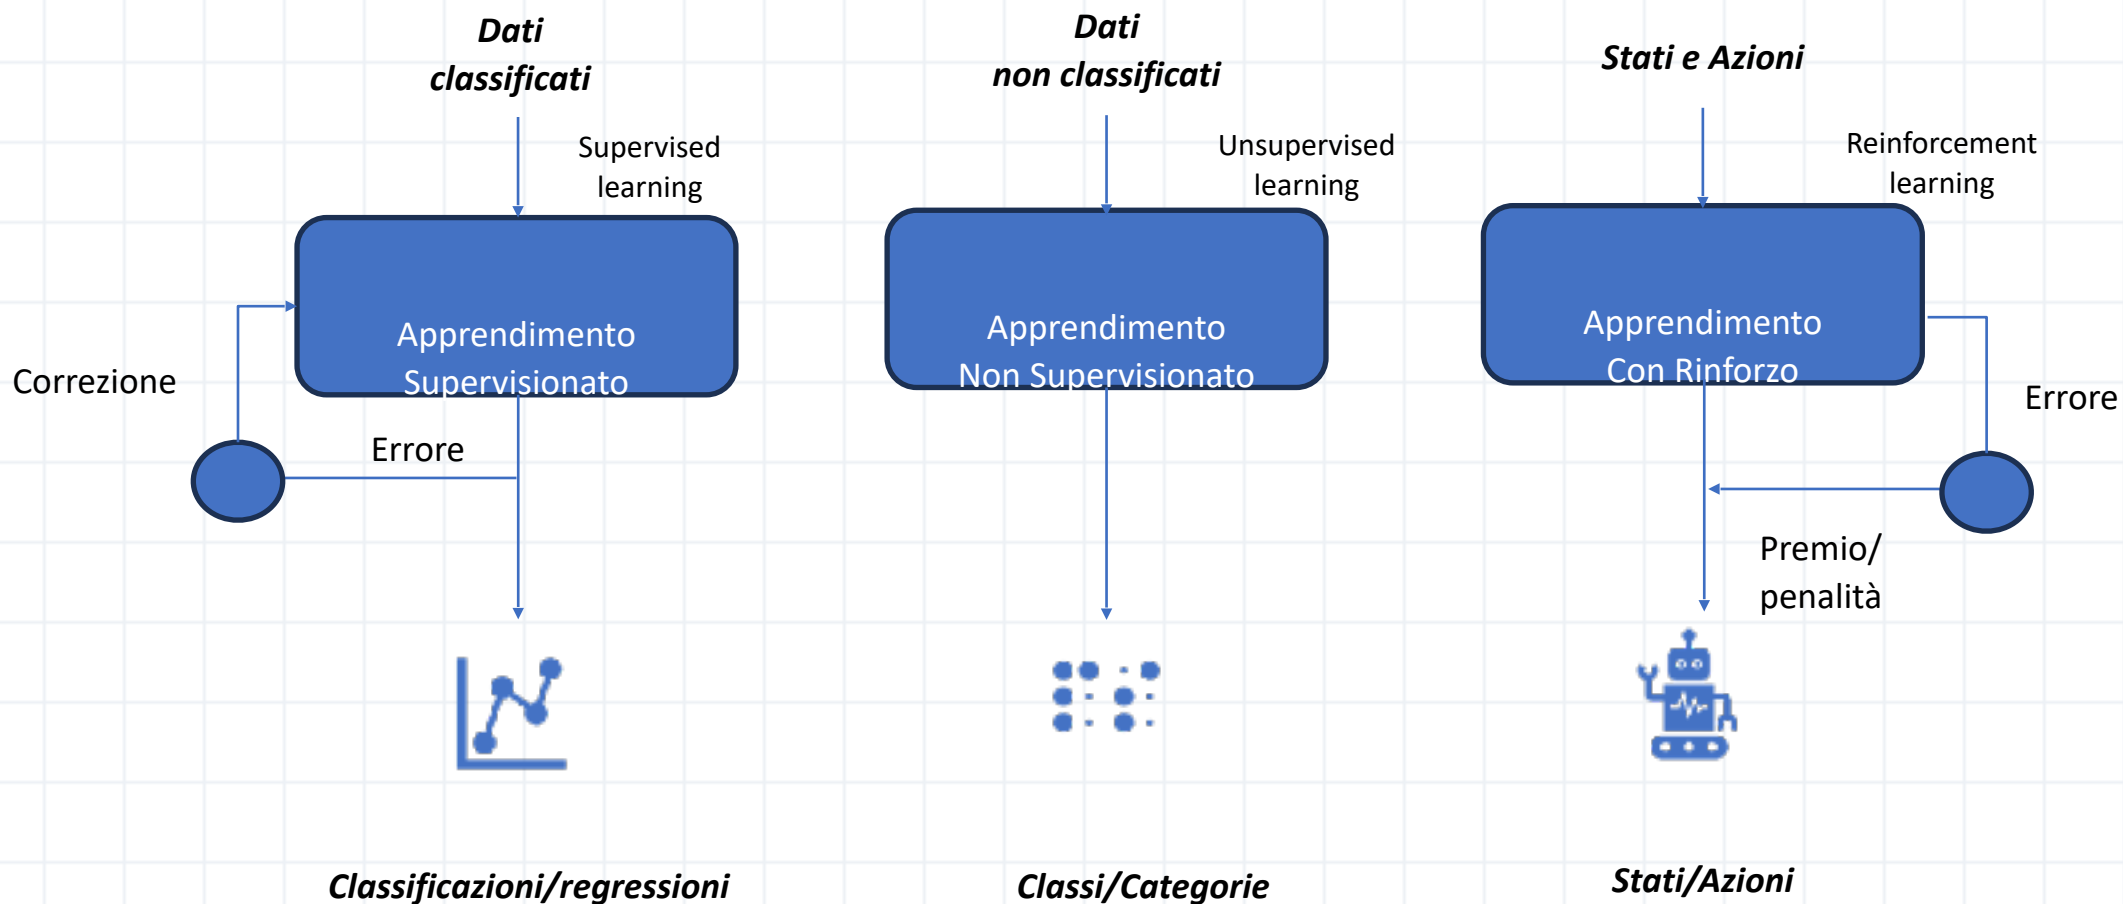 Dati
classificati
Supervised
learning
Apprendimento
Supervisionato
Correzione
Errore
Classificazioni/regressioni
Dati
non classificati
Unsupervised
learning
Apprendimento
Non Supervisionato
Classi/Categorie
Stati e Azioni
Reinforcement
learning
Apprendimento
Con Rinforzo
Errore
Premio/
penalità
Stati/Azioni